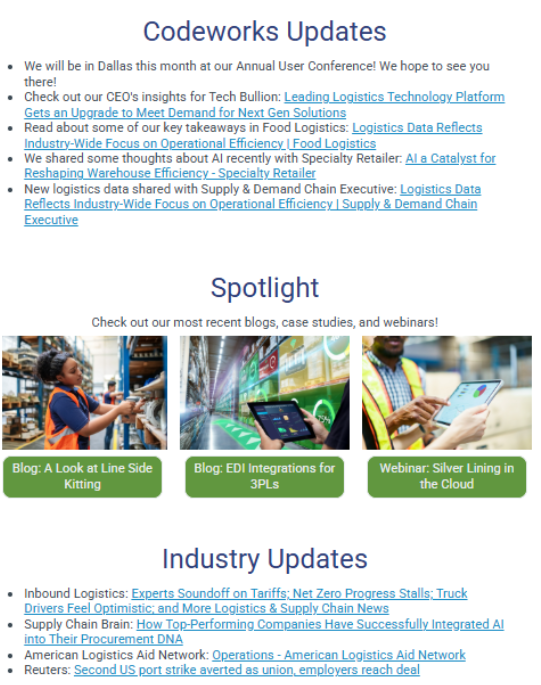 Codeworks Updates
We will be in Dallas this month at our Annual User Conference! We hope to see you
there!
Check out our CEO's insights for Tech Bullion: Leading Logistics Technology Platform
Gets an Upgrade to Meet Demand for Next Gen Solutions
Read about some of our key takeaways in Food Logistics: Logistics Data Reflects
Industry-Wide Focus on Operational Efficiency | Food Logistics
We shared some thoughts about AI recently with Specialty Retailer: AI a Catalyst for
Reshaping Warehouse Efficiency - Specialty Retailer
New logistics data shared with Supply & Demand Chain Executive: Logistics Data
Reflects Industry-Wide Focus on Operational Efficiency | Supply & Demand Chain
Executive
Spotlight
Check out our most recent blogs, case studies, and webinars!
Blog: A Look at Line Side
Kitting
Blog: EDI Integrations for
3PLs
Webinar: Silver Lining in
the Cloud
Industry Updates
Inbound Logistics: Experts Soundoff on Tariffs; Net Zero Progress Stalls; Truck
Drivers Feel Optimistic; and More Logistics & Supply Chain News
Supply Chain Brain: How Top-Performing Companies Have Successfully Integrated AI
into Their Procurement DNA
American Logistics Aid Network: Operations - American Logistics Aid Network
Reuters: Second US port strike averted as union, employers reach deal